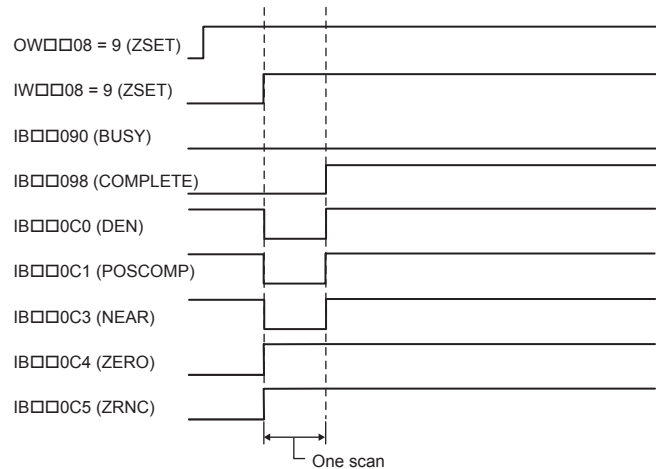 OW□□08 = 9 (ZSET)
IW□□08 = 9 (ZSET)
IB□□090 (BUSY)
IB□□098 (COMPLETE)
IB□□0C0 (DEN)
IB□□0C1 (POSCOMP)
IB□□0C3 (NEAR)
IB□□0C4 (ZERO)
IB□□0C5 (ZRNC)
One scan